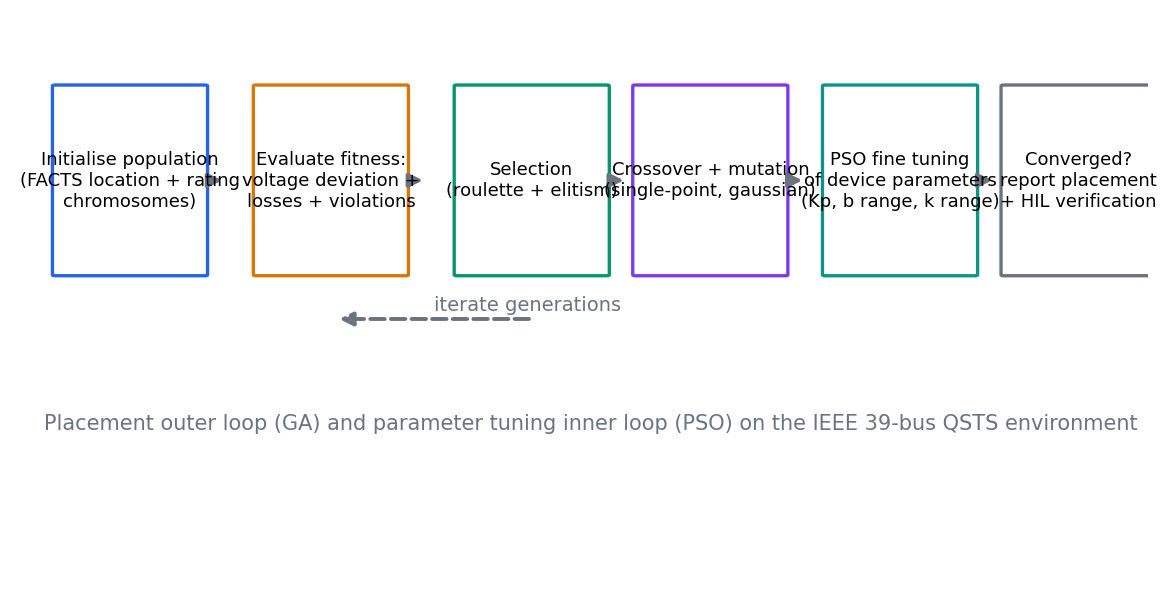 Initialise population
(FACTS location + rating
chromosomes)
Evaluate fitness:
voltage deviation +
losses + violations
Selection
(roulette + elitism)
Crossover + mutation
(single-point, gaussian)
PSO fine tuning
of device parameters
(Kp, b range, k range)
Converged?
report placement
+ HIL verification
iterate generations
Placement outer loop (GA) and parameter tuning inner loop (PSO) on the IEEE 39-bus QSTS environment